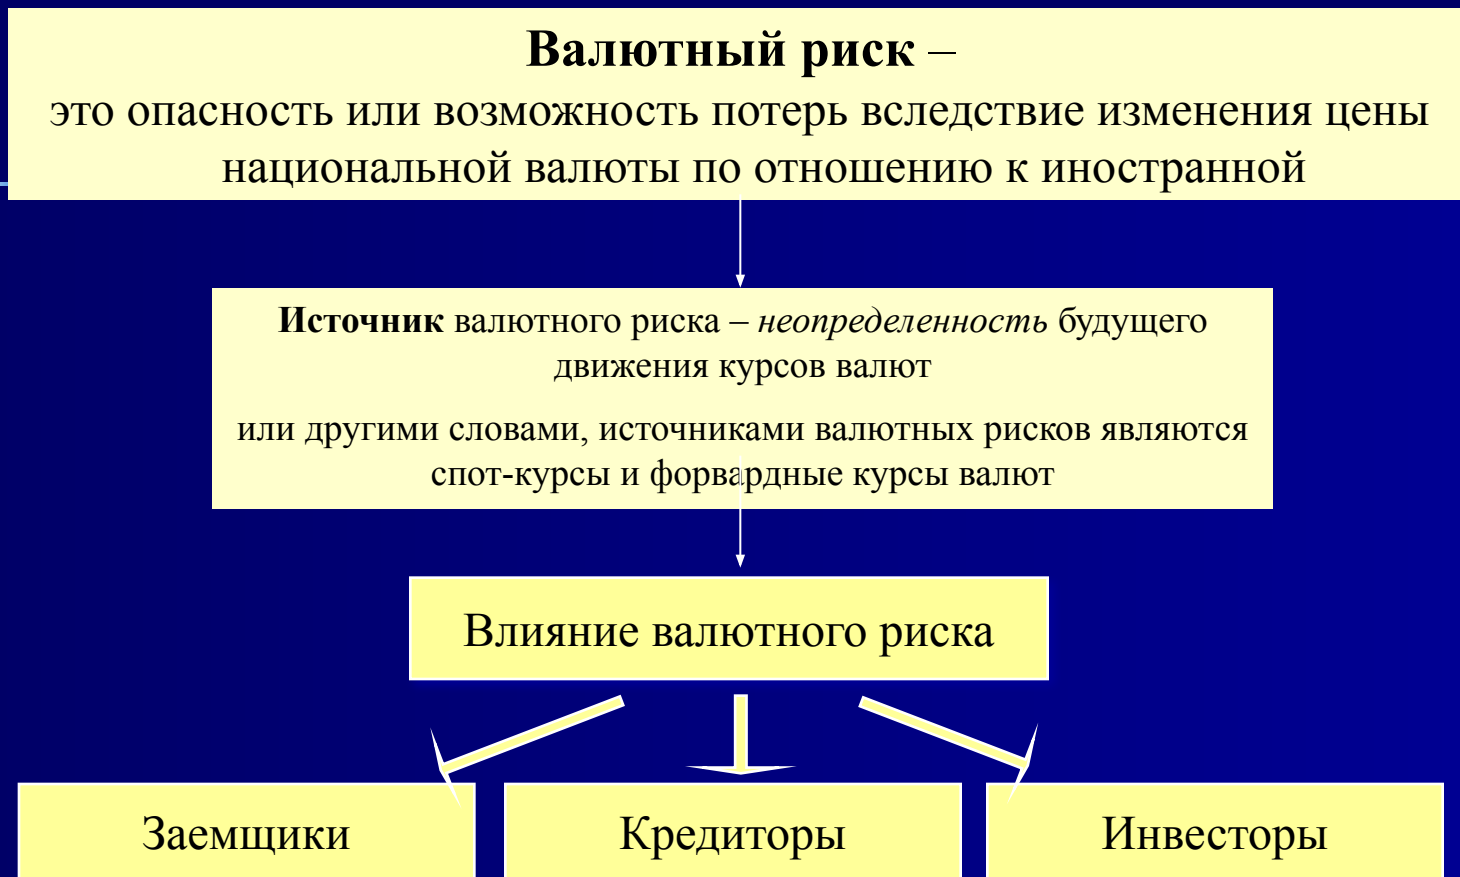 Валютный риск –
это опасность или возможность потерь вследствие изменения цены
национальной валюты по отношению к иностранной
Источник валютного риска – неопределенность будущего
движения курсов валют
или другими словами, источниками валютных рисков являются
спот-курсы и форвардные курсы валют
Влияние валютного риска
Заемщики
Кредиторы
Инвесторы